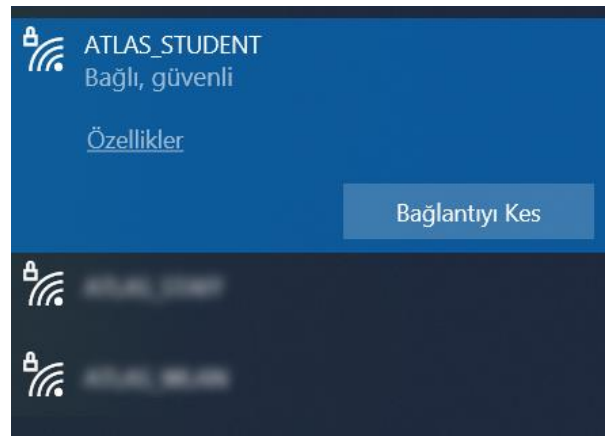 ATLAS_STUDENT
Bağlı, güvenli
Özellikler
Bağlantıyı Kes